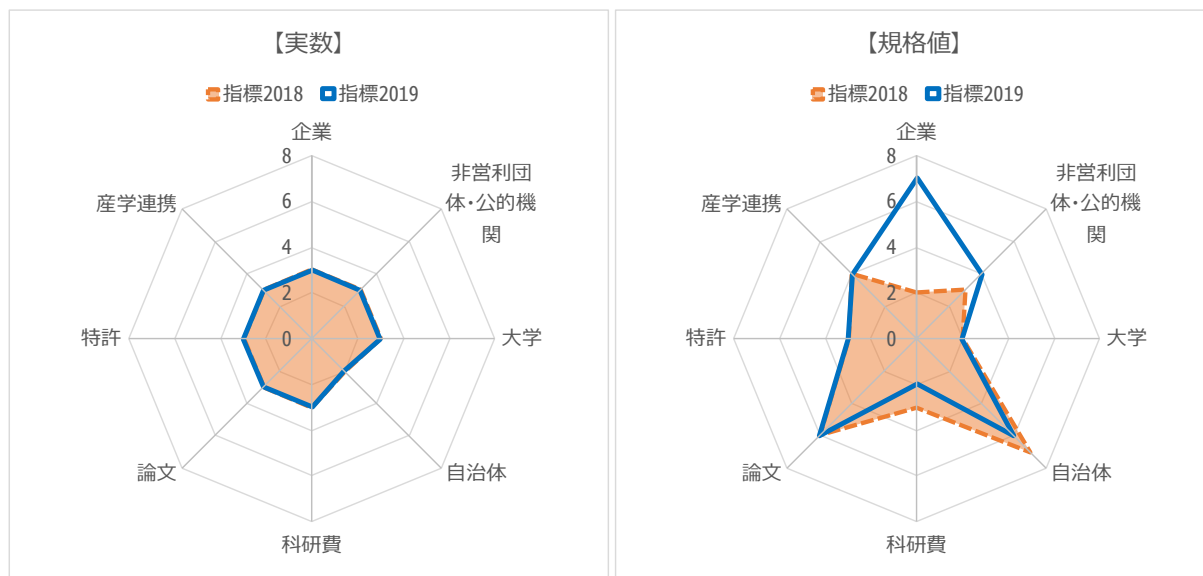 【実数】
指標2018 指標2019
企業
非営利団
体・公的機
関
大学
自治体
科研費
論文
特許
産学連携
8
6
4
2
0
【規格値】
指標2018 指標2019
企業
非営利団
体・公的機
関
大学
自治体
科研費
論文
特許
産学連携
8
6
4
2
0